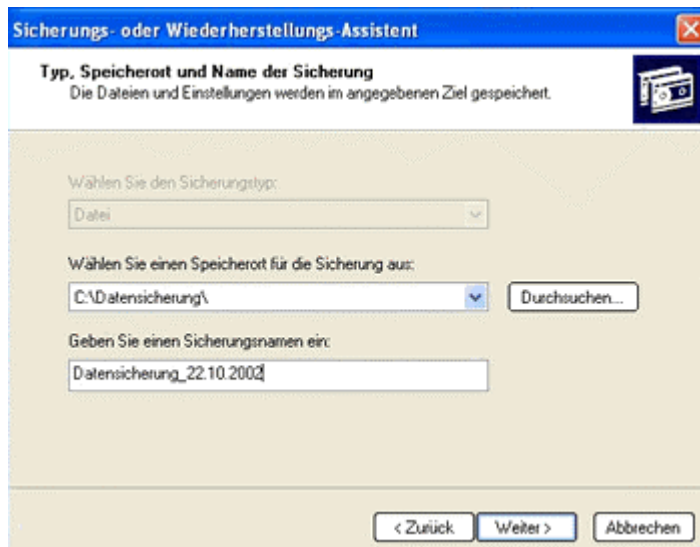 Sicherungs- oder Wiederherstellungs-Assistent
Typ, Speicherort und Name der Sicherung
Die Dateien und Einstellungen werden im angegebenen Ziel gespeichert.
Wählen Sie den Sicherungstyp:
Datei
Wählen Sie einen Speicherort für die Sicherung aus:
C:\Datensicherung\
Durchsuchen...
Geben Sie einen Sicherungsnamen ein:
Datensicherung_22.10.2002
< Zurück
Weiter >
Abbrechen